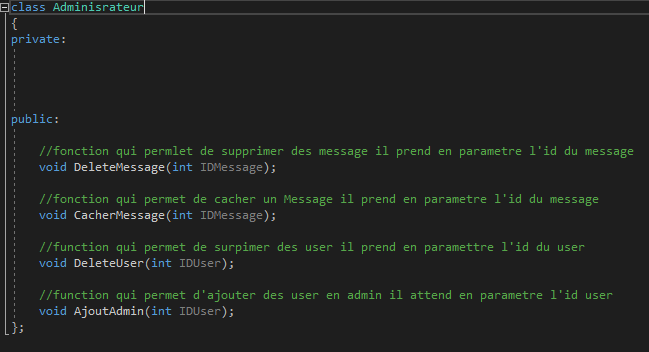 class Adminisrateur
{
private:
public:
//fonction qui permlet de supprimer des message il prend en parametre l'id du message
void DeleteMessage(int IDMessage);
//fonction qui permet de cacher un Message il prend en parametre l'id du message
void CacherMessage(int IDMessage);
//function qui permet de surpimer des user il prend en paramettre l'id du user
void DeleteUser(int IDUser);
//function qui permet d'ajouter des user en admin il attend en parametre l'id user
void AjoutAdmin(int IDUser);
};